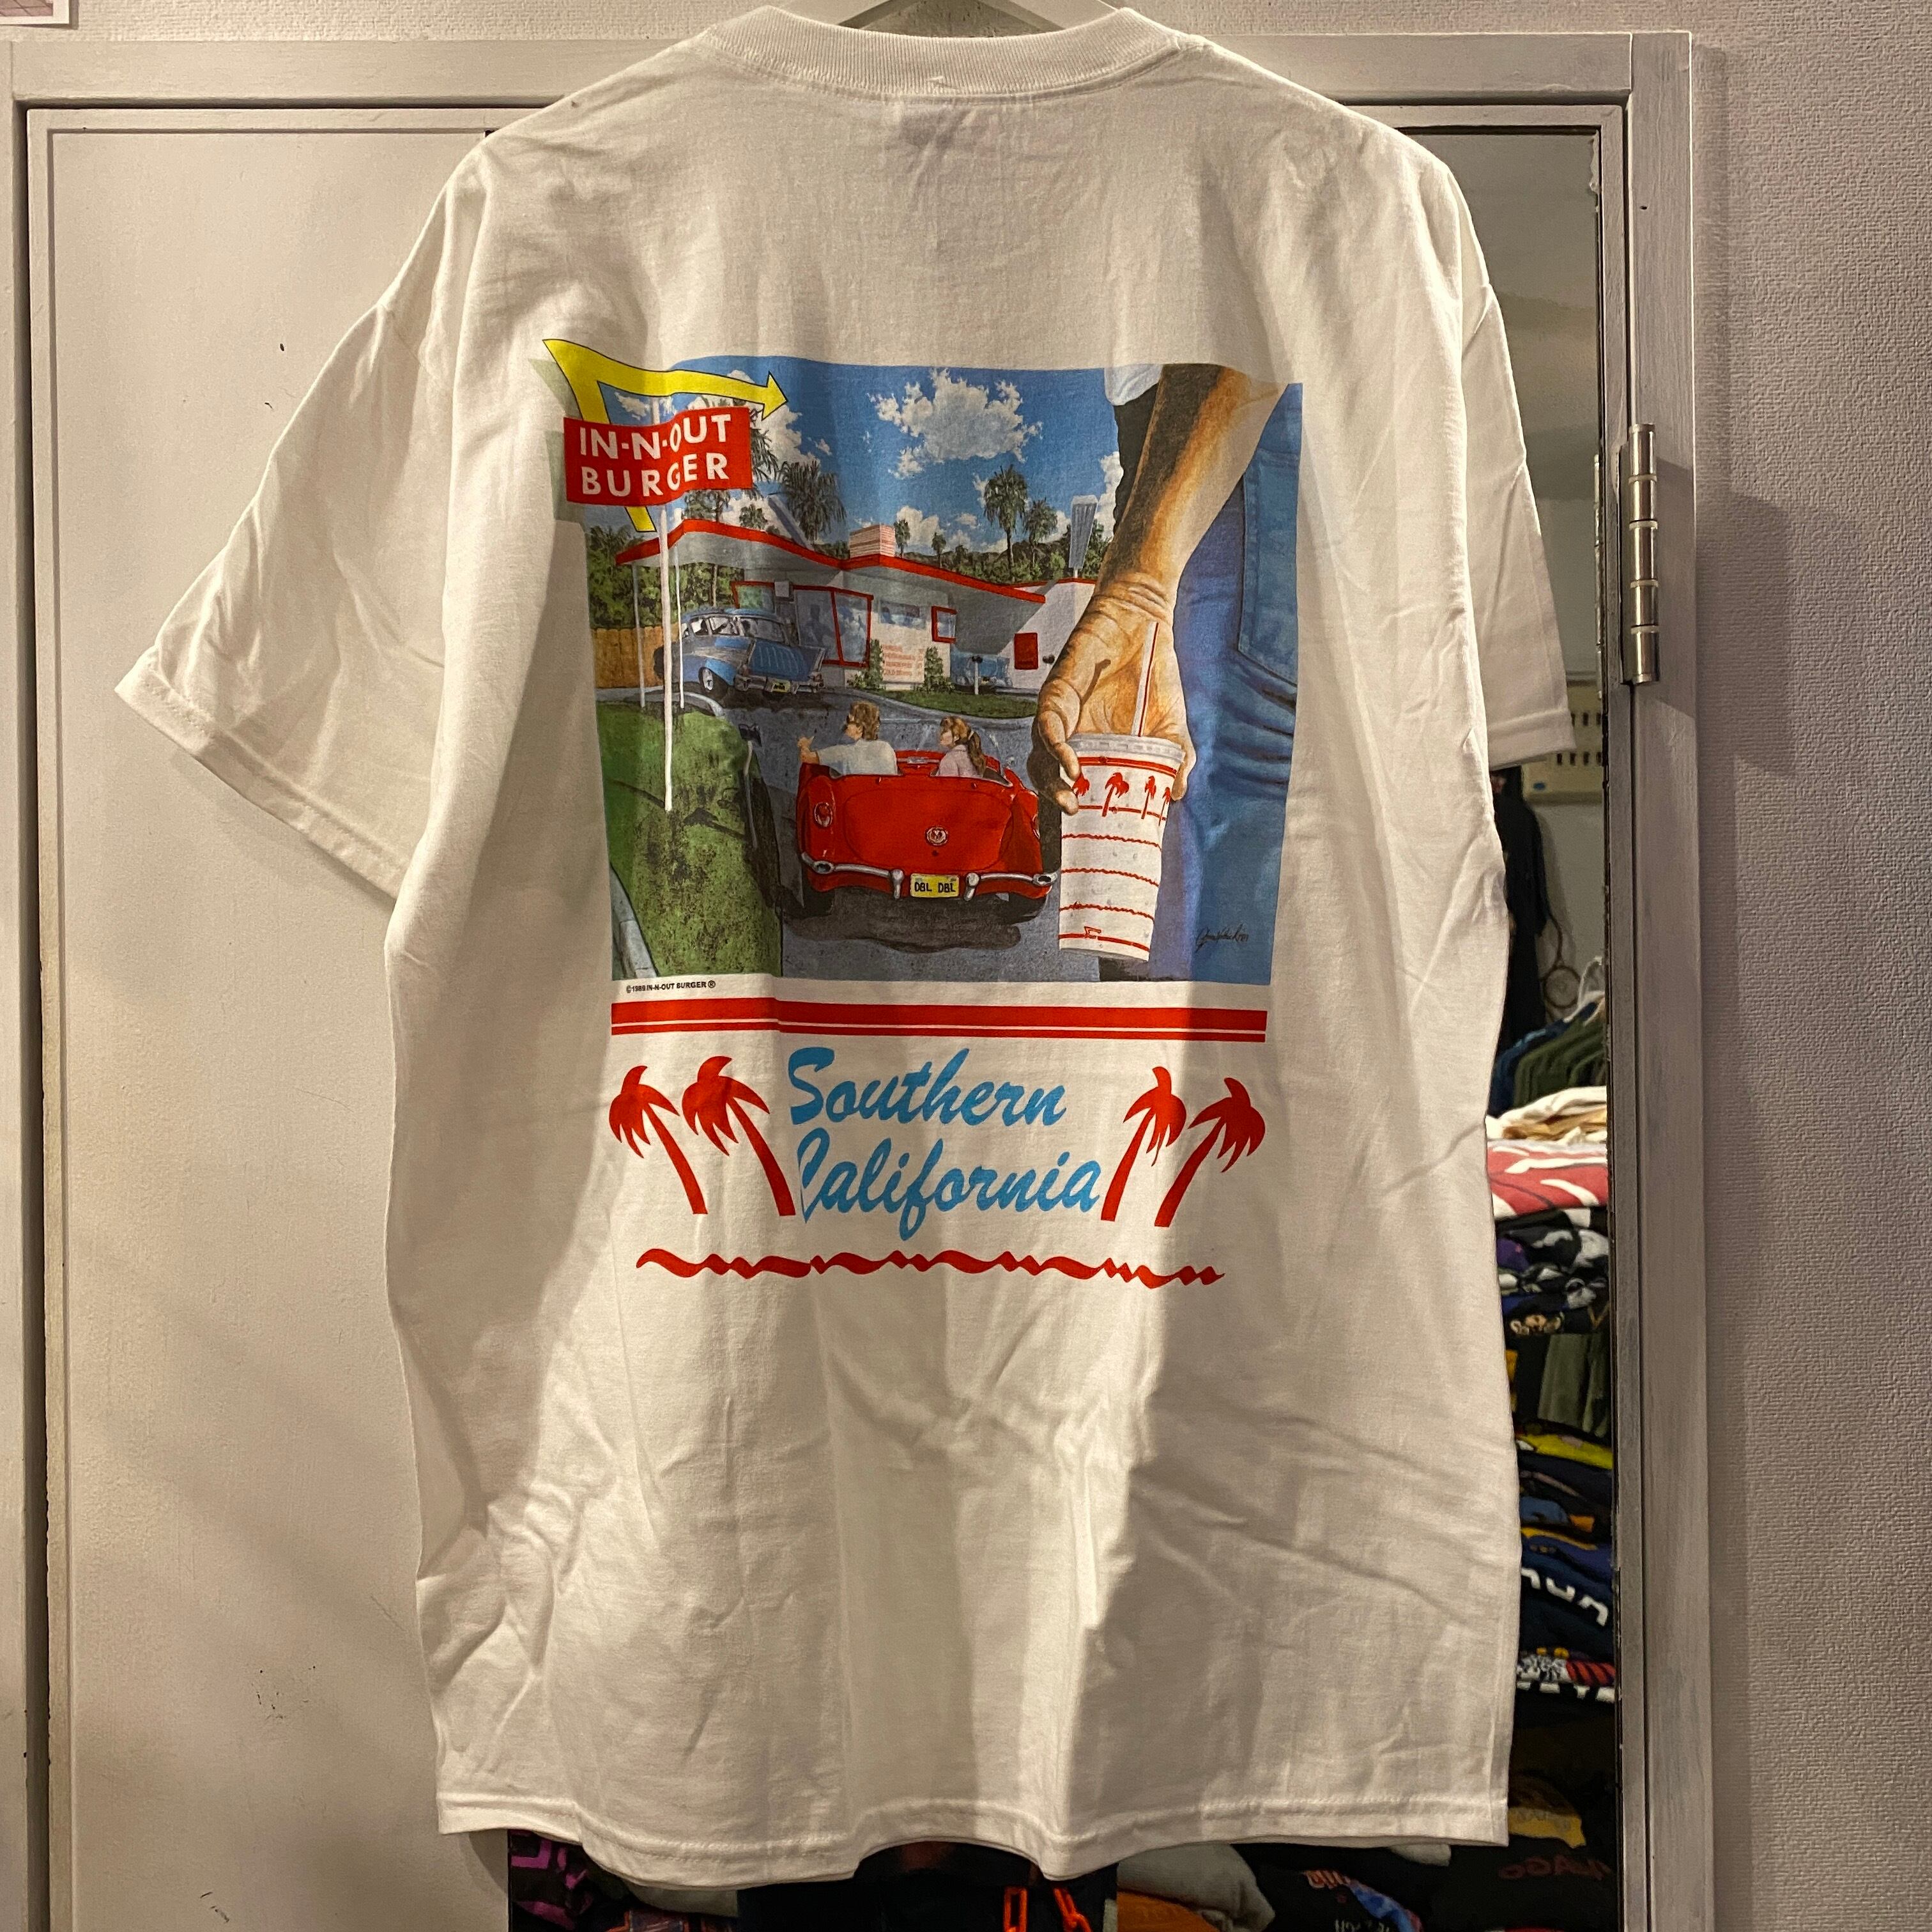 IN-N-OUT
BURGER
DBL DBL
©1989 IN-N-OUT BURGER®
Southern
California